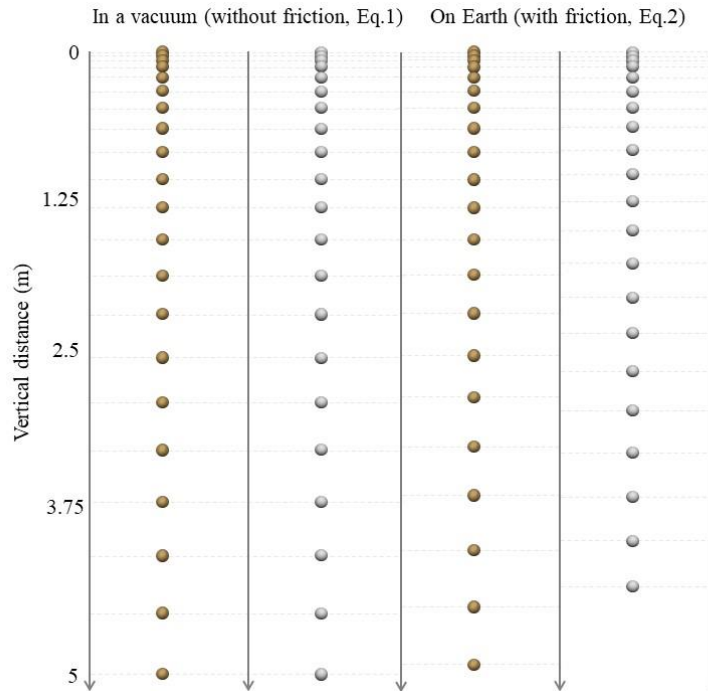 In a vacuum (without friction, Eq.1)
On Earth (with friction, Eq.2)
Vertical distance (m)
0
1.25
2.5
3.75
5